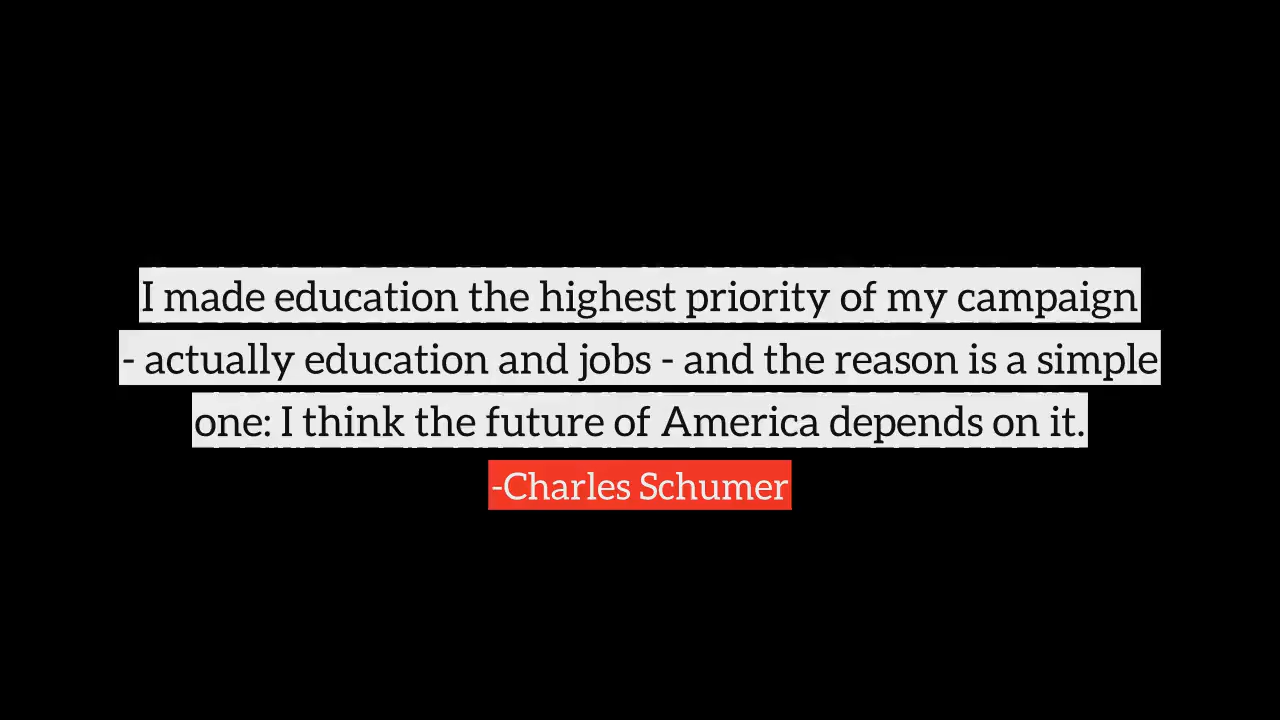 I made education the highest priority of my campaign
- actually education and jobs - and the reason is a simple
one: I think the future of America depends on it.
-Charles Schumer